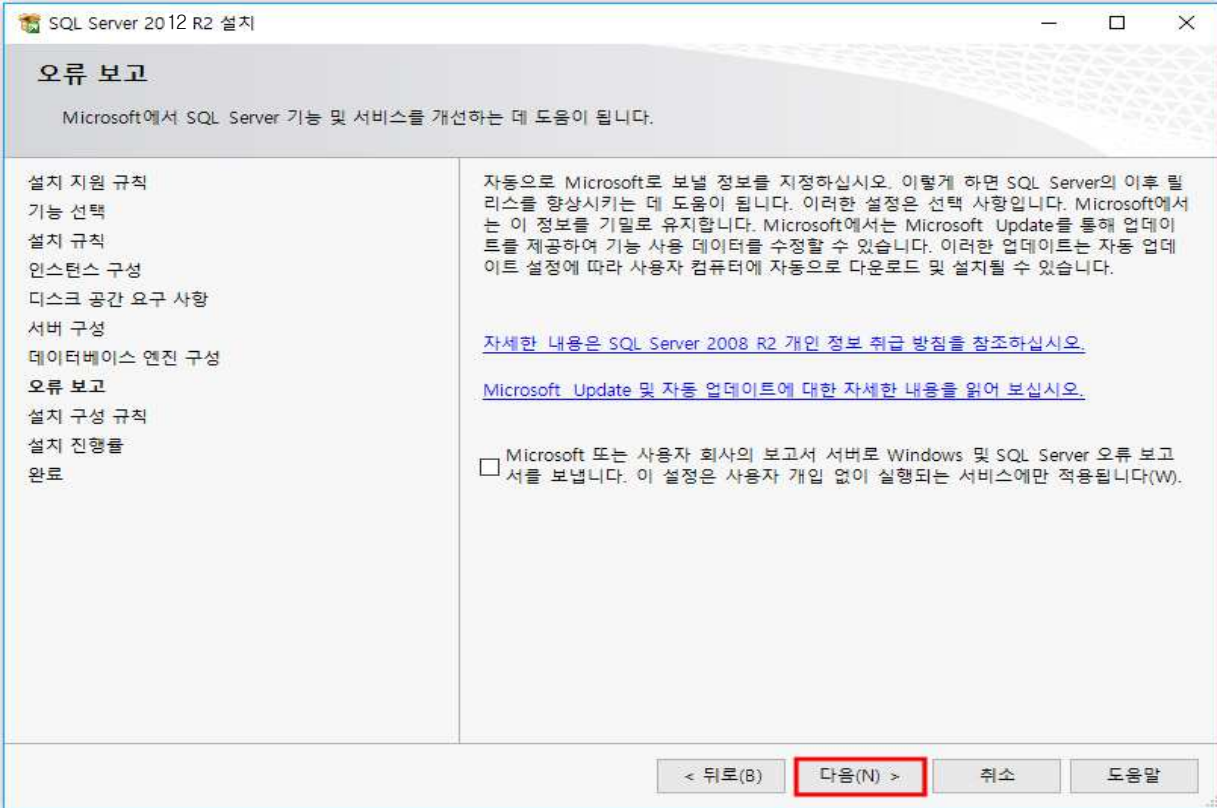 SQL Server 2012 R2 설치
오류 보고
Microsoft에서 SQL Server 기능 및 서비스를 개선하는 데 도움이 됩니다.
설치 지원 규칙
기능 선택
설치 규칙
인스턴스 구성
디스크 공간 요구 사항
서버 구성
데이터베이스 엔진 구성
오류 보고
설치 구성 규칙
설치 진행률
완료
자동으로 Microsoft로 보낼 정보를 지정하십시오. 이렇게 하면 SQL Server의 이후 릴
리스를 향상시키는 데 도움이 됩니다. 이러한 설정은 선택 사항입니다. Microsoft에서
는 이 정보를 기밀로 유지합니다. Microsoft에서는 Microsoft Update를 통해 업데이
트를 제공하여 기능 사용 데이터를 수정할 수 있습니다. 이러한 업데이트는 자동 업데
이트 설정에 따라 사용자 컴퓨터에 자동으로 다운로드 및 설치될 수 있습니다.
자세한 내용은 SQL Server 2008 R2 개인 정보 취급 방침을 참조하십시오.
Microsoft Update 및 자동 업데이트에 대한 자세한 내용을 읽어 보십시오.
Microsoft 또는 사용자 회사의 보고서 서버로 Windows 및 SQL Server 오류 보고
서를 보냅니다. 이 설정은 사용자 개입 없이 실행되는 서비스에만 적용됩니다(W).
< 뒤로(B)
다음(N) >
취소
도움말